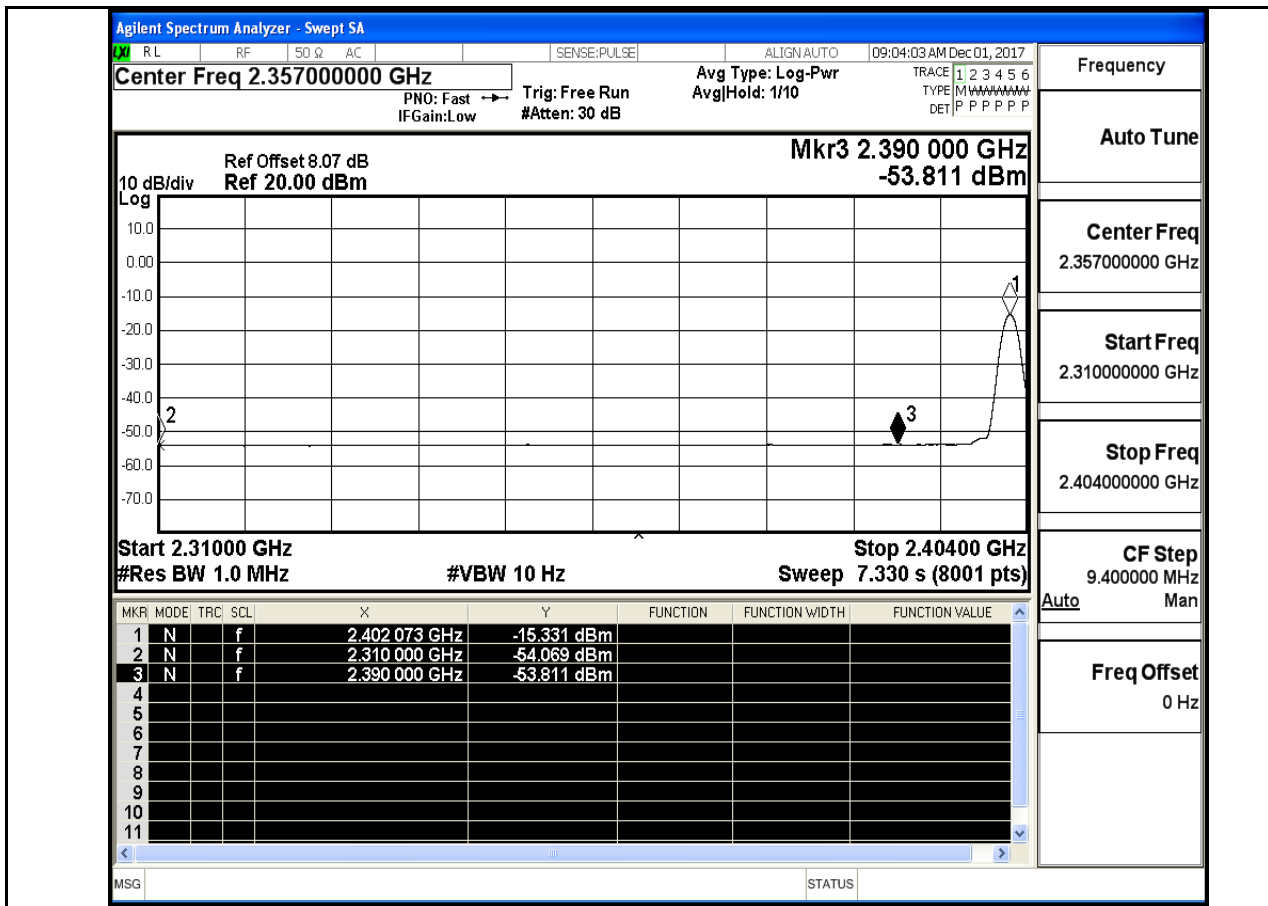 Agilent Spectrum Analyzer - Swept SA
LXI RL RF 50 Ω AC SENSE:PULSE ALIGN AUTO 09:04:03 AM Dec 01, 2017
Center Freq 2.357000000 GHz
PNO: Fast
IFGain:Low
Trig: Free Run
#Atten: 30 dB
Avg Type: Log-Pwr
Avg|Hold: 1/10
TRACE 1 2 3 4 5 6
TYPE M
DET P P P P P P
Mkr3 2.390 000 GHz
-53.811 dBm
Ref Offset 8.07 dB
10 dB/div Ref 20.00 dBm
Log
10.0
0.00
-10.0
-20.0
-30.0
-40.0
-50.0
-60.0
-70.0
1
2
3
Start 2.31000 GHz Stop 2.40400 GHz
#Res BW 1.0 MHz #VBW 10 Hz Sweep 7.330 s (8001 pts)
MKR MODE TRC SCL X Y FUNCTION FUNCTION WIDTH FUNCTION VALUE
1 N f 2.402 073 GHz -15.331 dBm
2 N f 2.310 000 GHz -54.069 dBm
3 N f 2.390 000 GHz -53.811 dBm
4
5
6
7
8
9
10
11
MSG STATUS
Frequency
Auto Tune
Center Freq
2.357000000 GHz
Start Freq
2.310000000 GHz
Stop Freq
2.404000000 GHz
CF Step
9.400000 MHz
Auto Man
Freq Offset
0 Hz